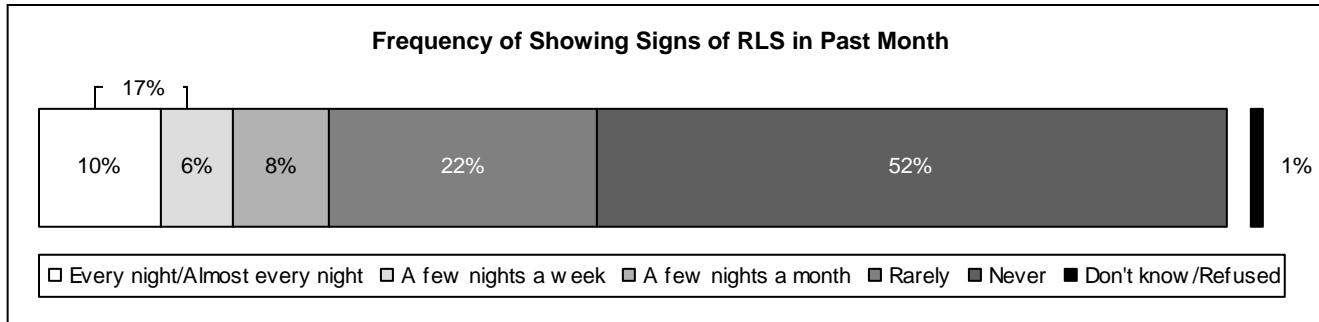 Frequency of Showing Signs of RLS in Past Month
17%
10% 6% 8% 22% 52% 1%
Every night/Almost every night A few nights a week A few nights a month Rarely Never Don't know/Refused